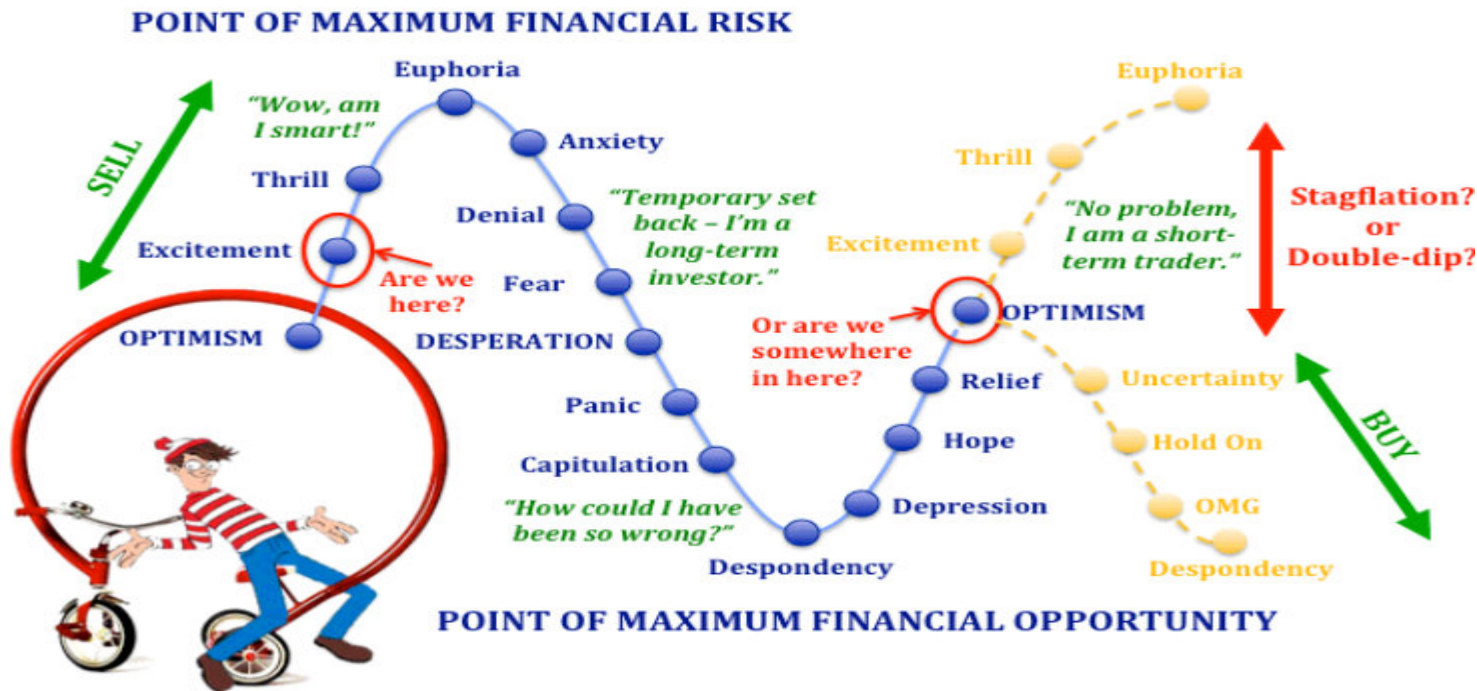 POINT OF MAXIMUM FINANCIAL RISK
SELL
Euphoria
“Wow, am
I smart!”
Thrill
Excitement
Are we
here?
OPTIMISM
Anxiety
Denial
“Temporary set
back – I’m a
long-term
investor.”
Fear
DESPERATION
Panic
Capitulation
“How could I have
been so wrong?”
Despondency
Depression
Hope
Relief
Or are we
somewhere
in here?
OPTIMISM
Excitement
Thrill
Euphoria
“No problem,
I am a short-
term trader.”
Stagflation?
or
Double-dip?
Uncertainty
Hold On
OMG
Despondency
BUY
POINT OF MAXIMUM FINANCIAL OPPORTUNITY